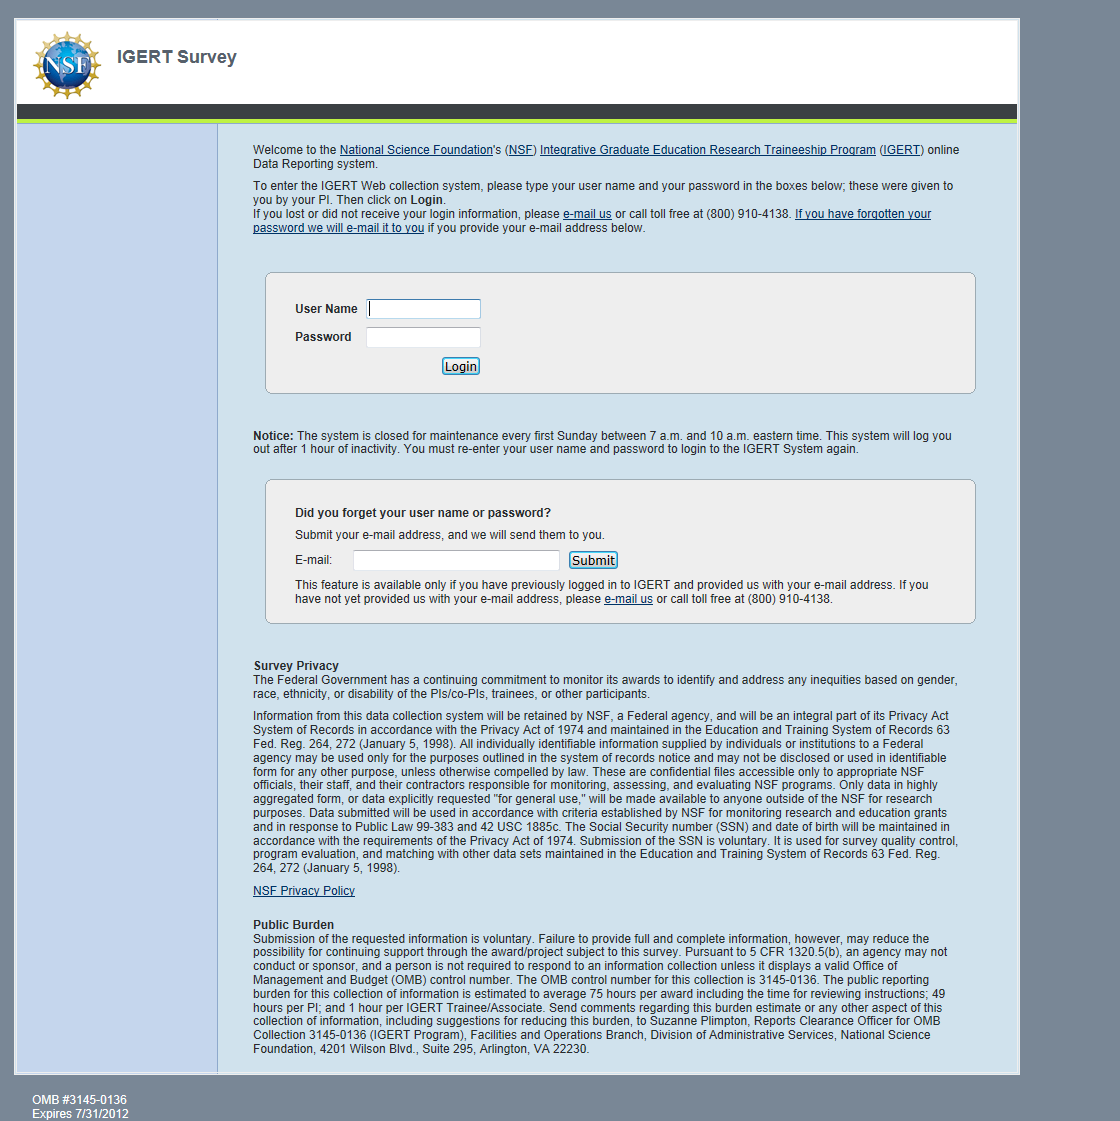 NSF
IGERT Survey
Welcome to the National Science Foundation's (NSF) Integrative Graduate Education Research Traineeship Program (IGERT) online
Data Reporting system.
To enter the IGERT Web collection system, please type your user name and your password in the boxes below; these were given to
you by your PI. Then click on Login.
If you lost or did not receive your login information, please e-mail us or call toll free at (800) 910-4138. If you have forgotten your
password we will e-mail it to you if you provide your e-mail address below.
User Name
Password
Login
Notice: The system is closed for maintenance every first Sunday between 7 a.m. and 10 a.m. eastern time. This system will log you
out after 1 hour of inactivity. You must re-enter your user name and password to login to the IGERT System again.
Did you forget your user name or password?
Submit your e-mail address, and we will send them to you.
E-mail: Submit
This feature is available only if you have previously logged in to IGERT and provided us with your e-mail address. If you
have not yet provided us with your e-mail address, please e-mail us or call toll free at (800) 910-4138.
Survey Privacy
The Federal Government has a continuing commitment to monitor its awards to identify and address any inequities based on gender,
race, ethnicity, or disability of the PIs/co-PIs, trainees, or other participants.
Information from this data collection system will be retained by NSF, a Federal agency, and will be an integral part of its Privacy Act
System of Records in accordance with the Privacy Act of 1974 and maintained in the Education and Training System of Records 63
Fed. Reg. 264, 272 (January 5, 1998). All individually identifiable information supplied by individuals or institutions to a Federal
agency may be used only for the purposes outlined in the system of records notice and may not be disclosed or used in identifiable
form for any other purpose, unless otherwise compelled by law. These are confidential files accessible only to appropriate NSF
officials, their staff, and their contractors responsible for monitoring, assessing, and evaluating NSF programs. Only data in highly
aggregated form, or data explicitly requested "for general use," will be made available to anyone outside of the NSF for research
purposes. Data submitted will be used in accordance with criteria established by NSF for monitoring research and education grants
and in response to Public Law 99-383 and 42 USC 1885c. The Social Security number (SSN) and date of birth will be maintained in
accordance with the requirements of the Privacy Act of 1974. Submission of the SSN is voluntary. It is used for survey quality control,
program evaluation, and matching with other data sets maintained in the Education and Training System of Records 63 Fed. Reg.
264, 272 (January 5, 1998).
NSF Privacy Policy
Public Burden
Submission of the requested information is voluntary. Failure to provide full and complete information, however, may reduce the
possibility for continuing support through the award/project subject to this survey. Pursuant to 5 CFR 1320.5(b), an agency may not
conduct or sponsor, and a person is not required to respond to an information collection unless it displays a valid Office of
Management and Budget (OMB) control number. The OMB control number for this collection is 3145-0136. The public reporting
burden for this collection of information is estimated to average 75 hours per award including the time for reviewing instructions; 49
hours per PI; and 1 hour per IGERT Trainee/Associate. Send comments regarding this burden estimate or any other aspect of this
collection of information, including suggestions for reducing this burden, to Suzanne Plimpton, Reports Clearance Officer for OMB
Collection 3145-0136 (IGERT Program), Facilities and Operations Branch, Division of Administrative Services, National Science
Foundation, 4201 Wilson Blvd., Suite 295, Arlington, VA 22230.
OMB #3145-0136
Expires 7/31/2012